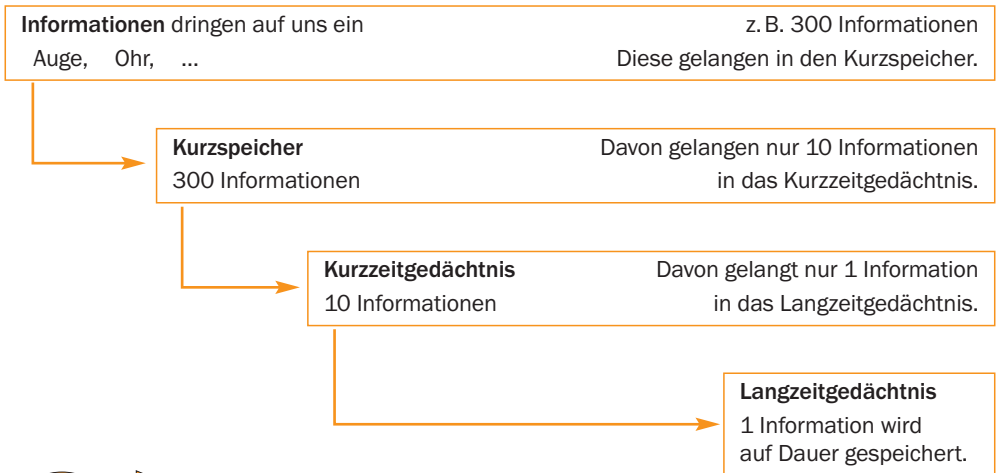 Informationen dringen auf uns ein z. B. 300 Informationen
Auge, Ohr, ... Diese gelangen in den Kurzspeicher.
Kurzspeicher Davon gelangen nur 10 Informationen
300 Informationen in das Kurzzeitgedächtnis.
Kurzzeitgedächtnis Davon gelangt nur 1 Information
10 Informationen in das Langzeitgedächtnis.
Langzeitgedächtnis
1 Information wird
auf Dauer gespeichert.